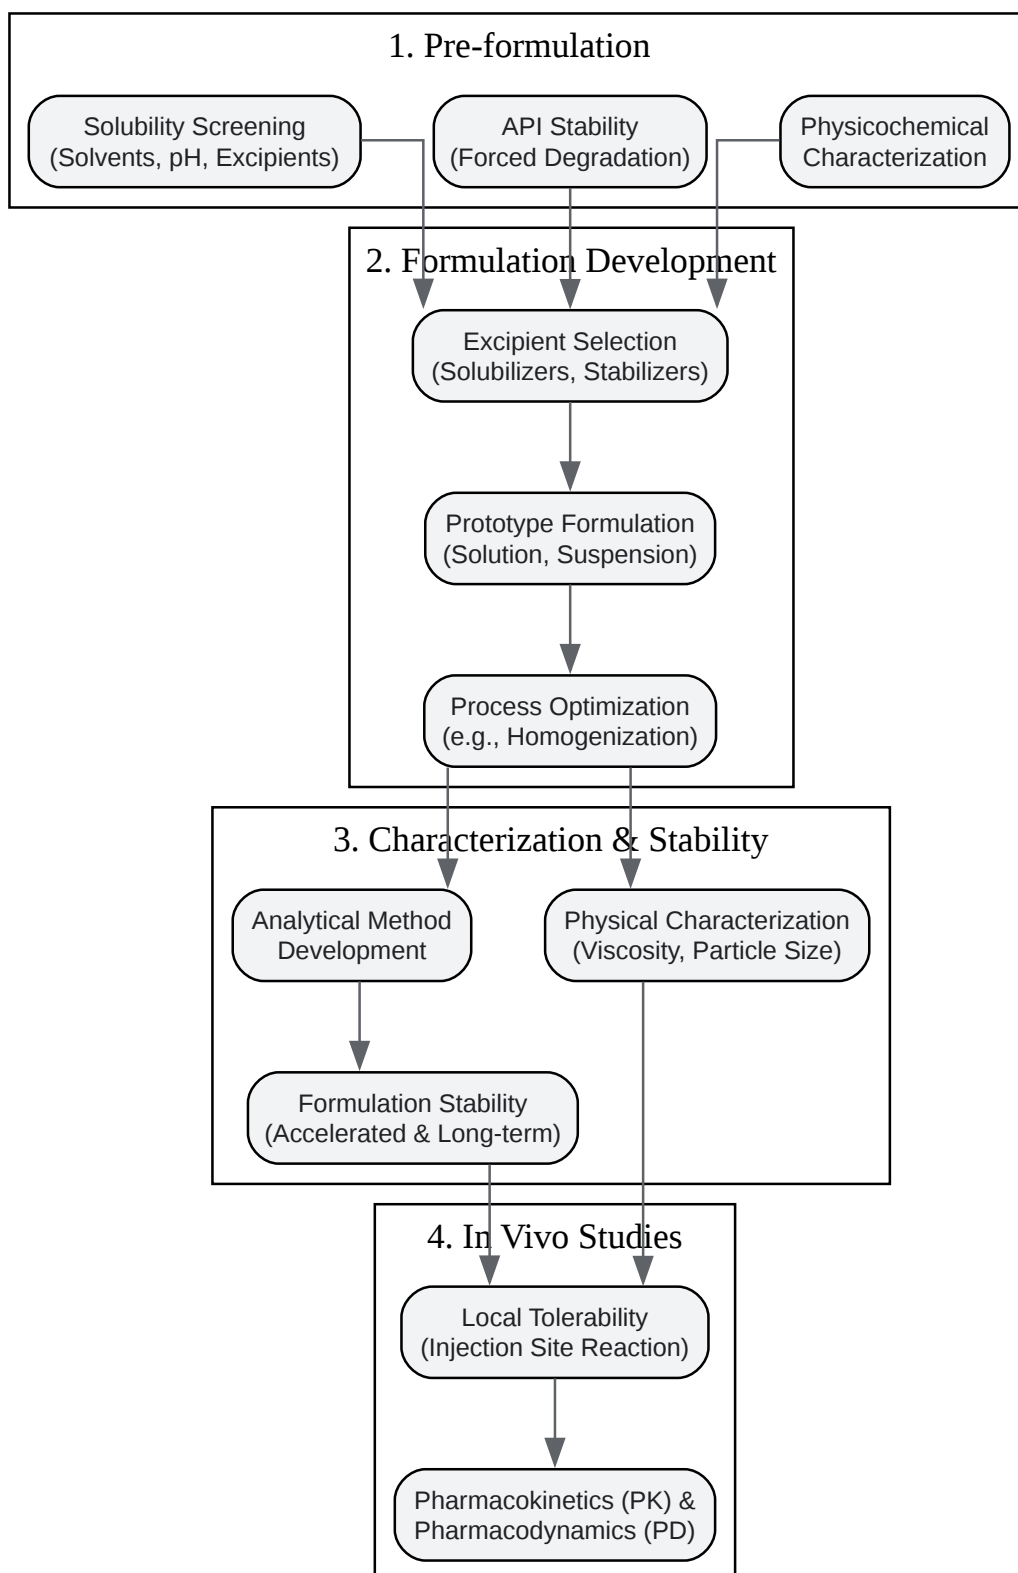 1. Pre-formulation
Solubility Screening
(Solvents, pH, Excipients)
API Stability
(Forced Degradation)
Physicochemical
Characterization
2. Formulation Development
Excipient Selection
(Solubilizers, Stabilizers)
Prototype Formulation
(Solution, Suspension)
Process Optimization
(e.g., Homogenization)
3. Characterization & Stability
Analytical Method
Development
Physical Characterization
(Viscosity, Particle Size)
Formulation Stability
(Accelerated & Long-term)
4. In Vivo Studies
Local Tolerability
(Injection Site Reaction)
Pharmacokinetics (PK) &
Pharmacodynamics (PD)